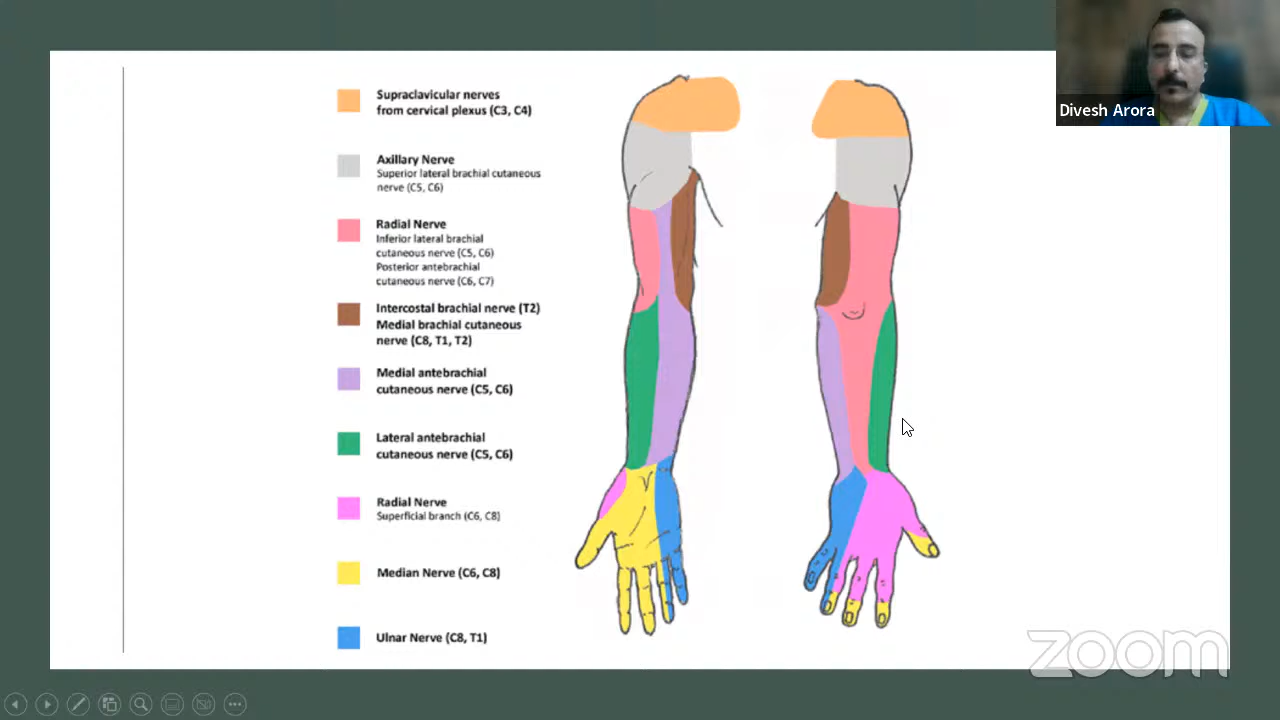 Supraclavicular nerves
from cervical plexus (C3, C4)
Axillary Nerve
Superior lateral brachial cutaneous
nerve (C5, C6)
Radial Nerve
Inferior lateral brachial
cutaneous nerve (C5, C6)
Posterior antebrachial
cutaneous nerve (C6, C7)
Intercostal brachial nerve (T2)
Medial brachial cutaneous
nerve (C8, T1, T2)
Medial antebrachial
cutaneous nerve (C5, C6)
Lateral antebrachial
cutaneous nerve (C5, C6)
Radial Nerve
Superficial branch (C6, C8)
Median Nerve (C6, C8)
Ulnar Nerve (C8, T1)
Divesh Arora
zoom